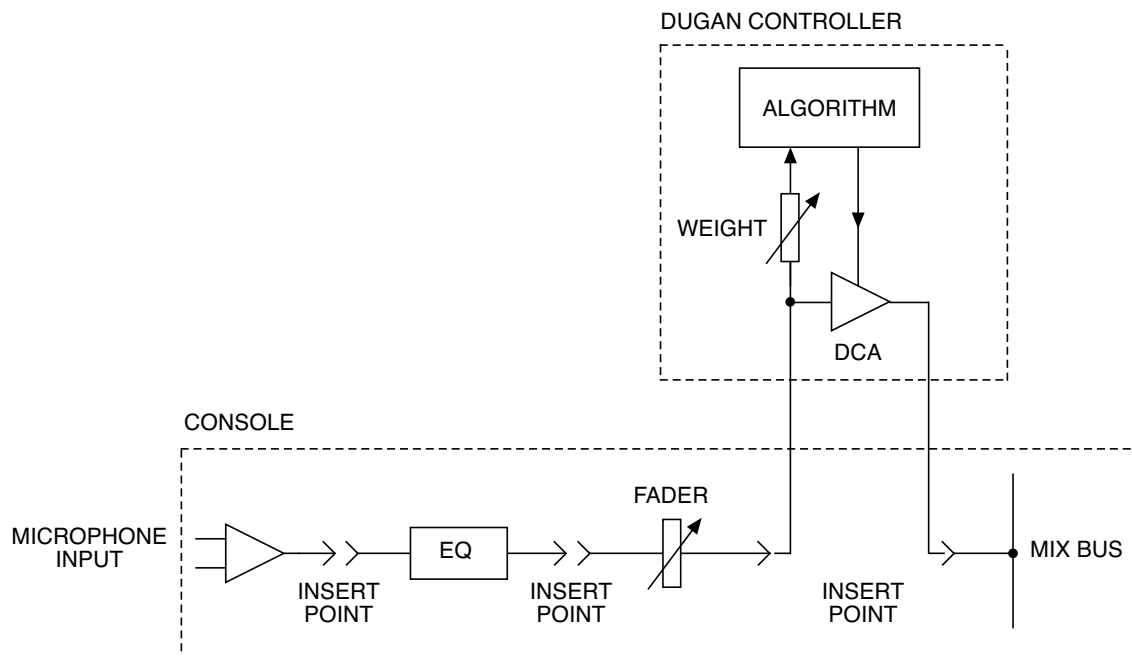 DUGAN CONTROLLER
ALGORITHM
WEIGHT
DCA
CONSOLE
FADER
MICROPHONE
INPUT
EQ
MIX BUS
INSERT
POINT
INSERT
POINT
INSERT
POINT